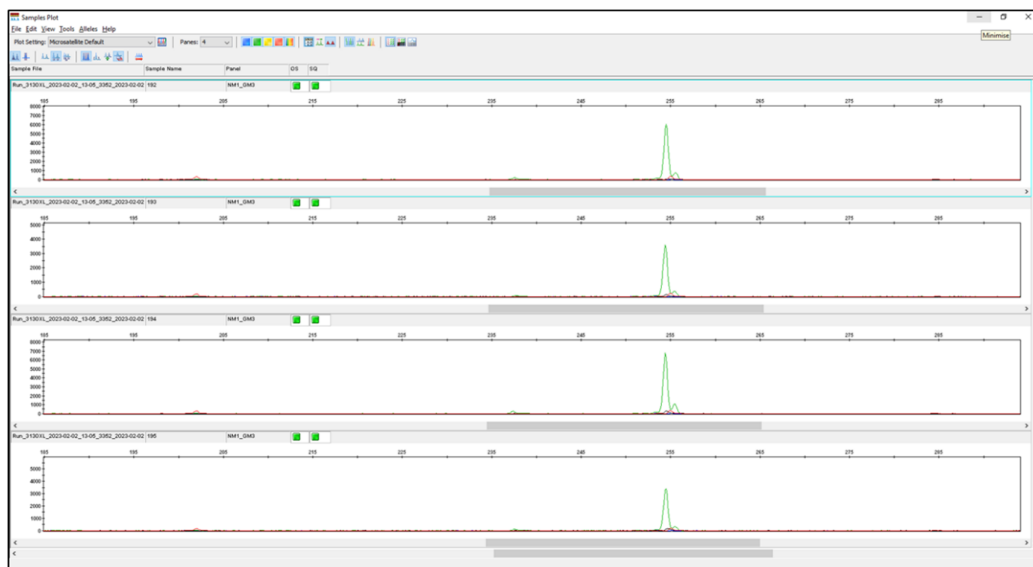 Samples Plot
File Edit View Tools Alleles Help
Minimise
Plot Setting: Microsatellite Default Panes: 4
Sample File Sample Name Panel OS SQ
Run_3130XL_2023-02-02_13-05_3352_2023-02-02 192 NM1_GM3
185 195 205 215 225 235 245 255 265 275 285
8000
7000
6000
5000
4000
3000
2000
1000
0
Run_3130XL_2023-02-02_13-05_3352_2023-02-02 193 NM1_GM3
185 195 205 215 225 235 245 255 265 275 285
5000
4000
3000
2000
1000
0
Run_3130XL_2023-02-02_13-05_3352_2023-02-02 194 NM1_GM3
185 195 205 215 225 235 245 255 265 275 285
8000
7000
6000
5000
4000
3000
2000
1000
0
Run_3130XL_2023-02-02_13-05_3352_2023-02-02 195 NM1_GM3
185 195 205 215 225 235 245 255 265 275 285
5000
4000
3000
2000
1000
0